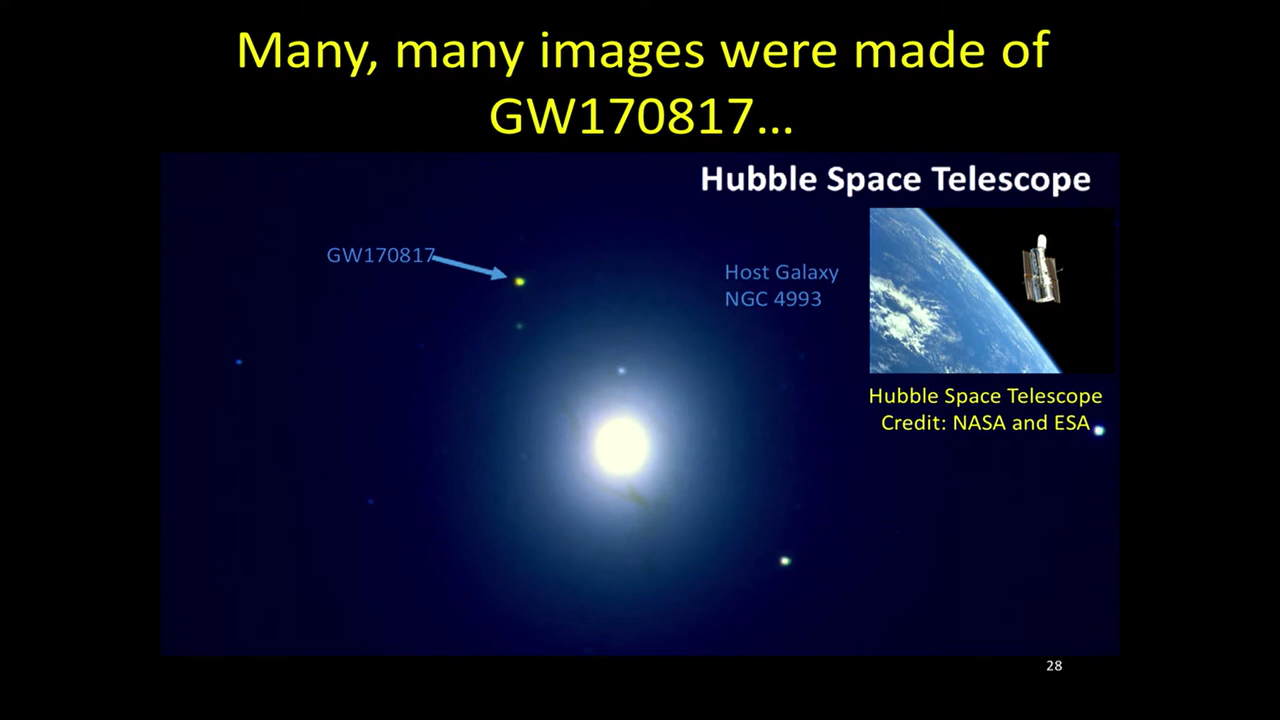 Many, many images were made of
GW170817…
Hubble Space Telescope
GW170817
Host Galaxy
NGC 4993
Hubble Space Telescope
Credit: NASA and ESA
28